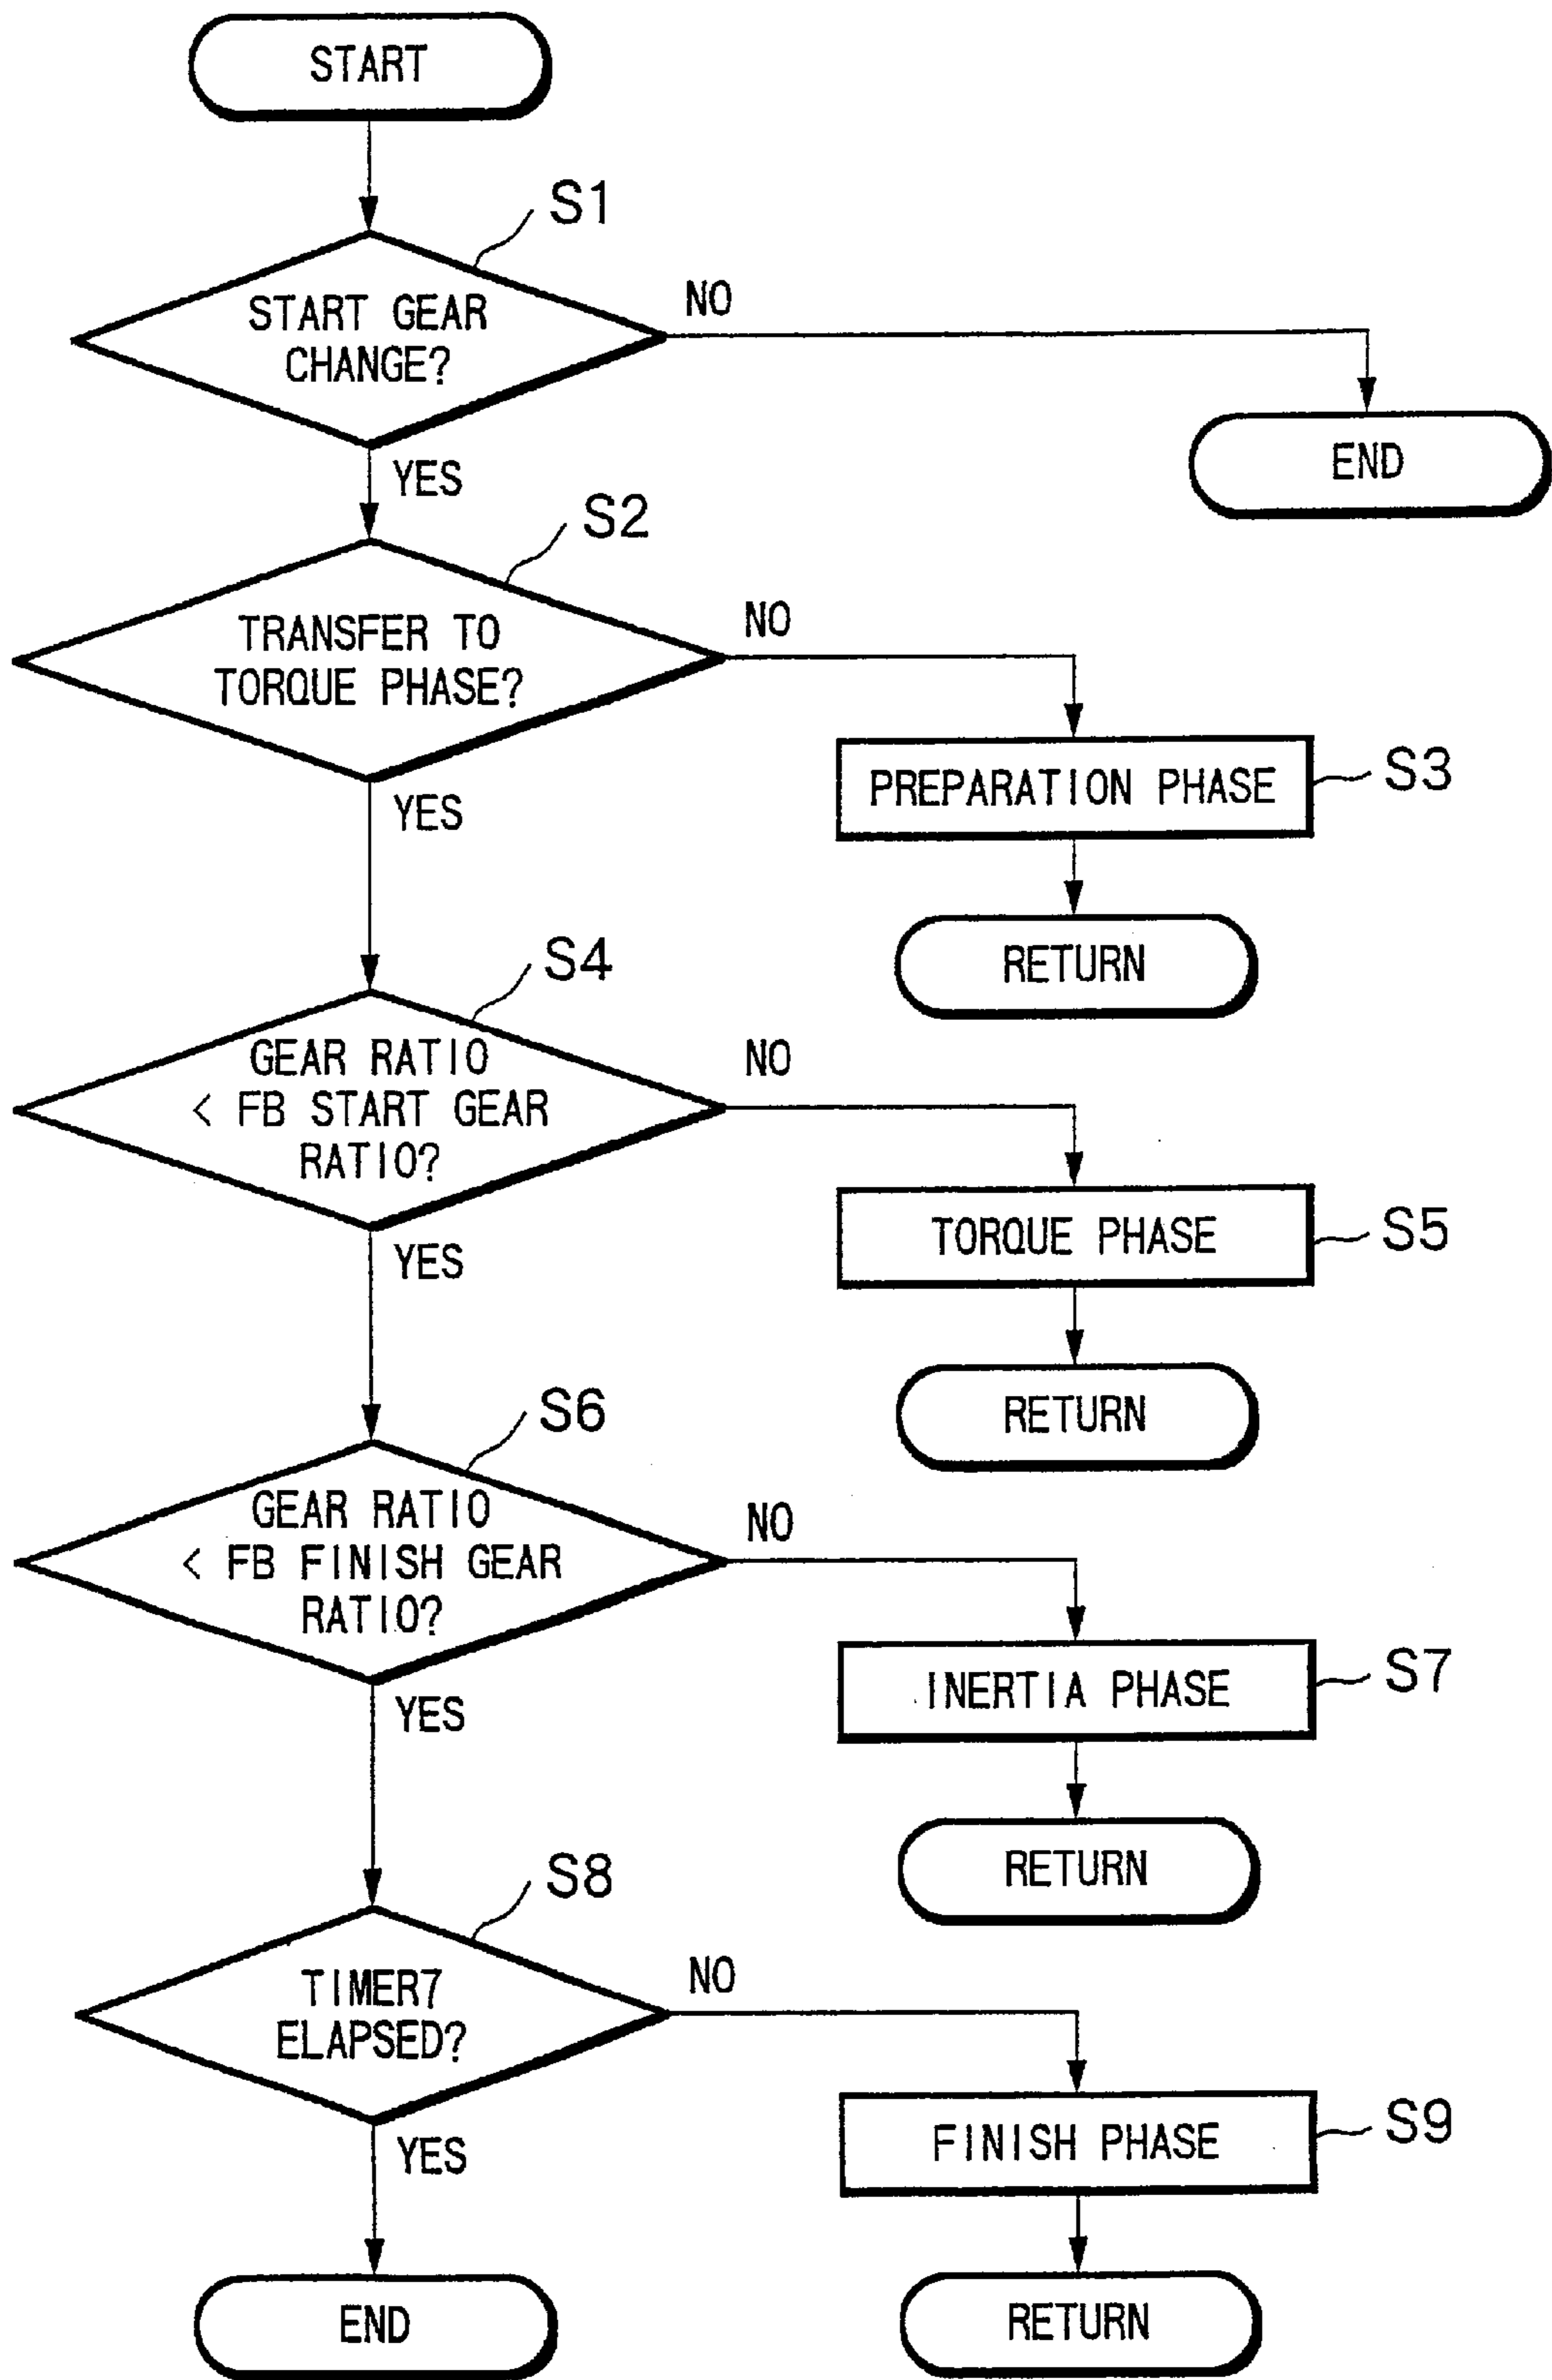 START
S1
START GEAR
CHANGE?
NO
END
YES
S2
TRANSFER TO
TORQUE PHASE?
NO
PREPARATION PHASE
S3
YES
RETURN
S4
GEAR RATIO
< FB START GEAR
RATIO?
NO
TORQUE PHASE
S5
YES
RETURN
S6
GEAR RATIO
< FB FINISH GEAR
RATIO?
NO
INERTIA PHASE
S7
YES
RETURN
S8
TIMER7
ELAPSED?
NO
FINISH PHASE
S9
YES
END
RETURN